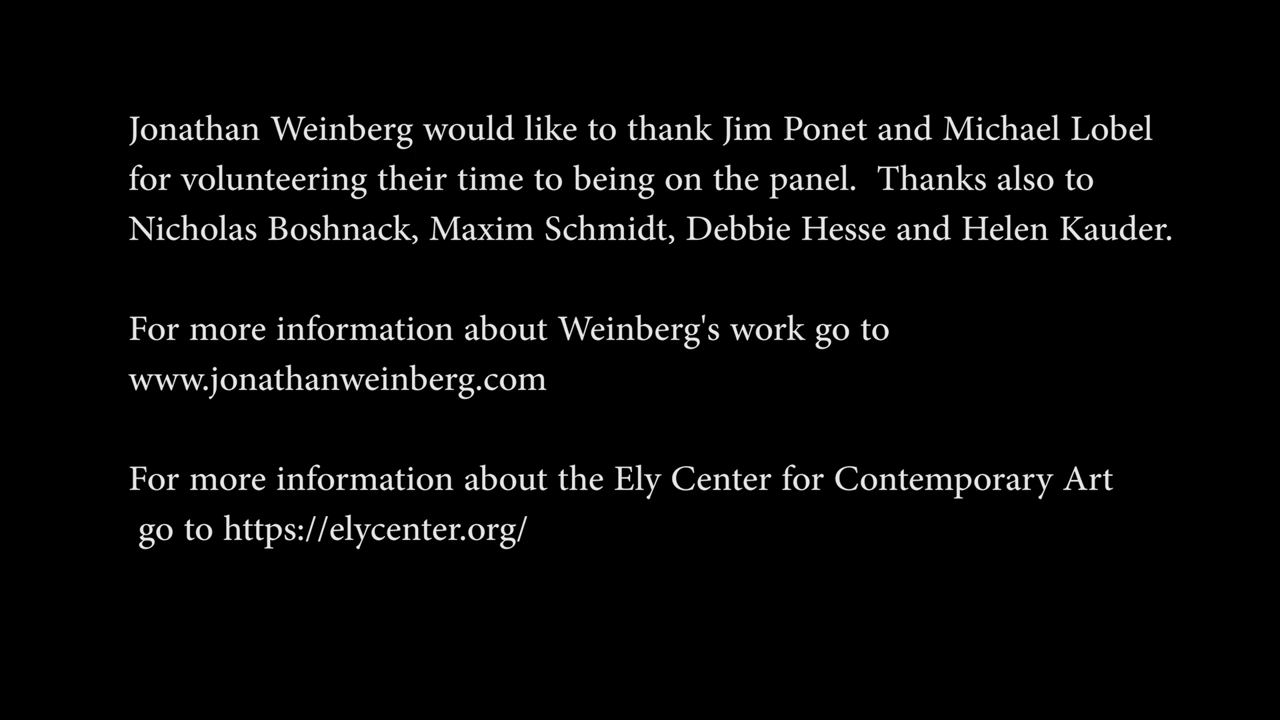 Jonathan Weinberg would like to thank Jim Ponet and Michael Lobel
for volunteering their time to being on the panel.  Thanks also to
Nicholas Boshnack, Maxim Schmidt, Debbie Hesse and Helen Kauder.
For more information about Weinberg's work go to
www.jonathanweinberg.com
For more information about the Ely Center for Contemporary Art
go to https://elycenter.org/